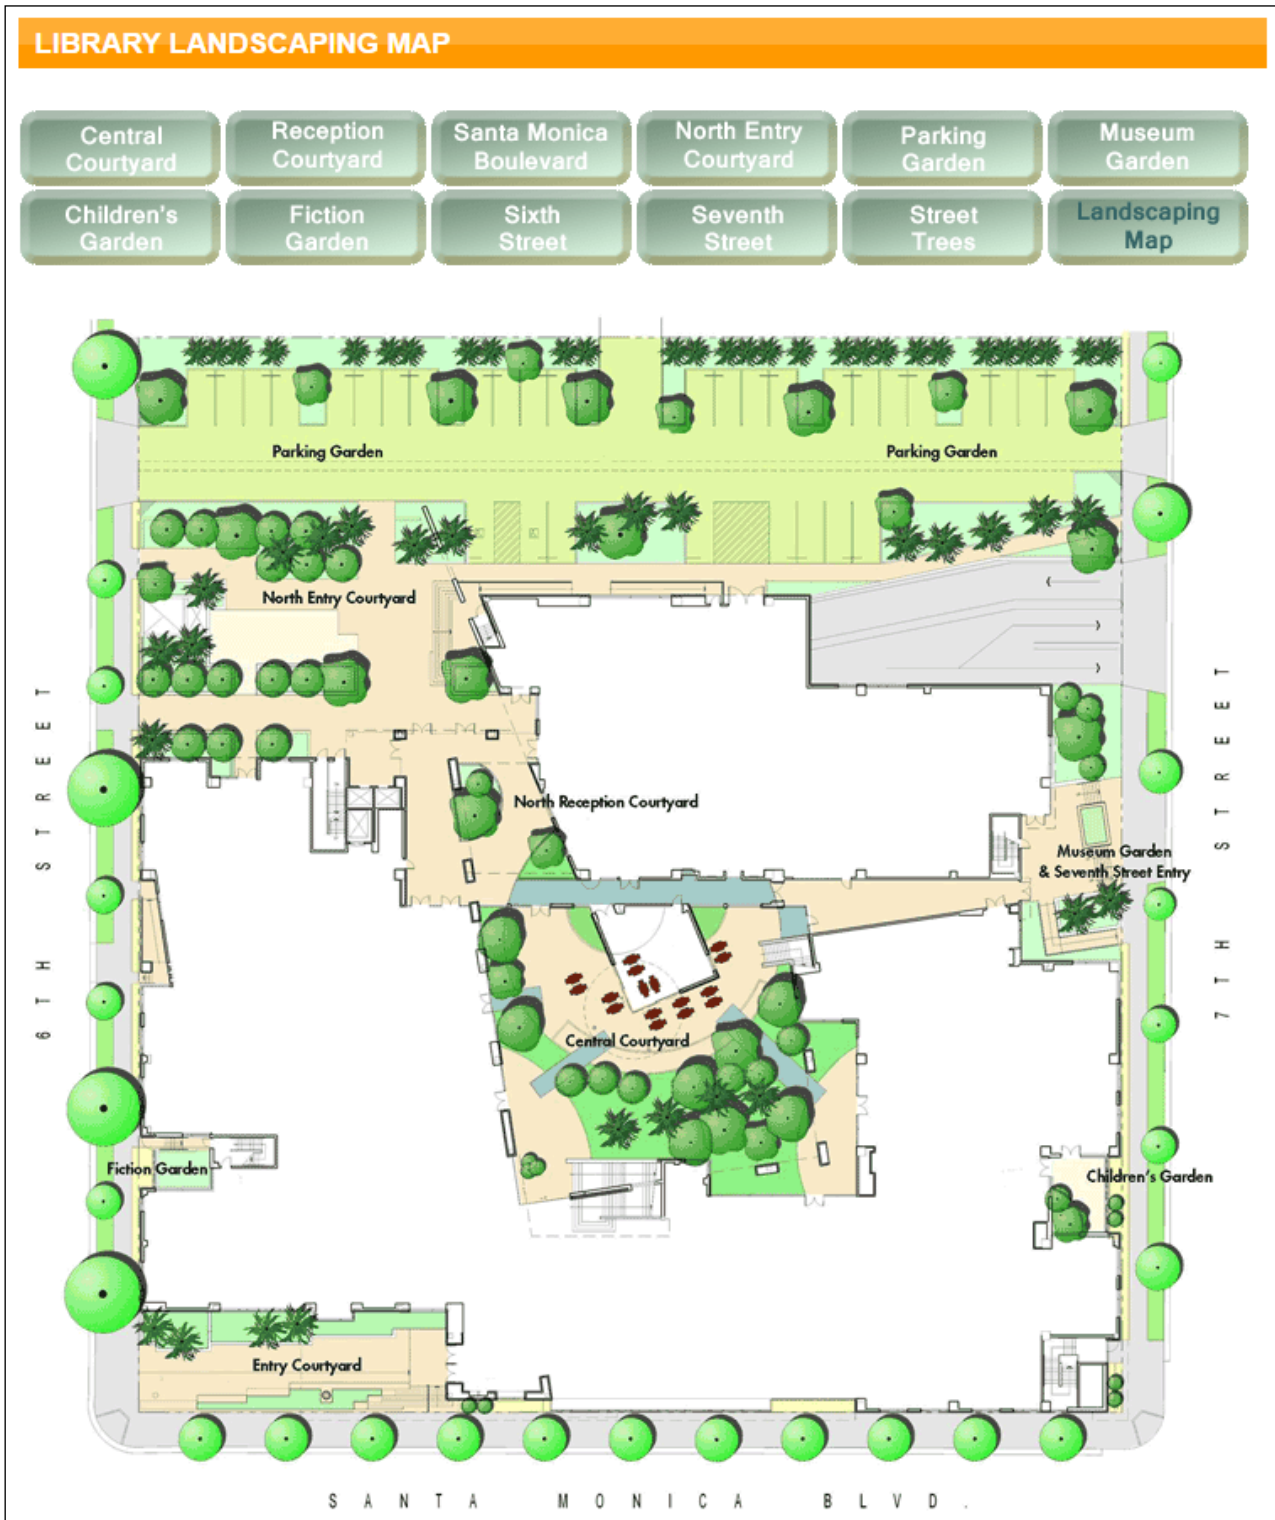 LIBRARY LANDSCAPING MAP
Central
Courtyard
Reception
Courtyard
Santa Monica
Boulevard
North Entry
Courtyard
Parking
Garden
Museum
Garden
Children's
Garden
Fiction
Garden
Sixth
Street
Seventh
Street
Street
Trees
Landscaping
Map
Parking Garden
Parking Garden
North Entry Courtyard
North Reception Courtyard
Museum Garden
& Seventh Street Entry
Central Courtyard
Fiction Garden
Children's Garden
Entry Courtyard
6TH STREET
7TH STREET
SANTA MONICA BLVD.